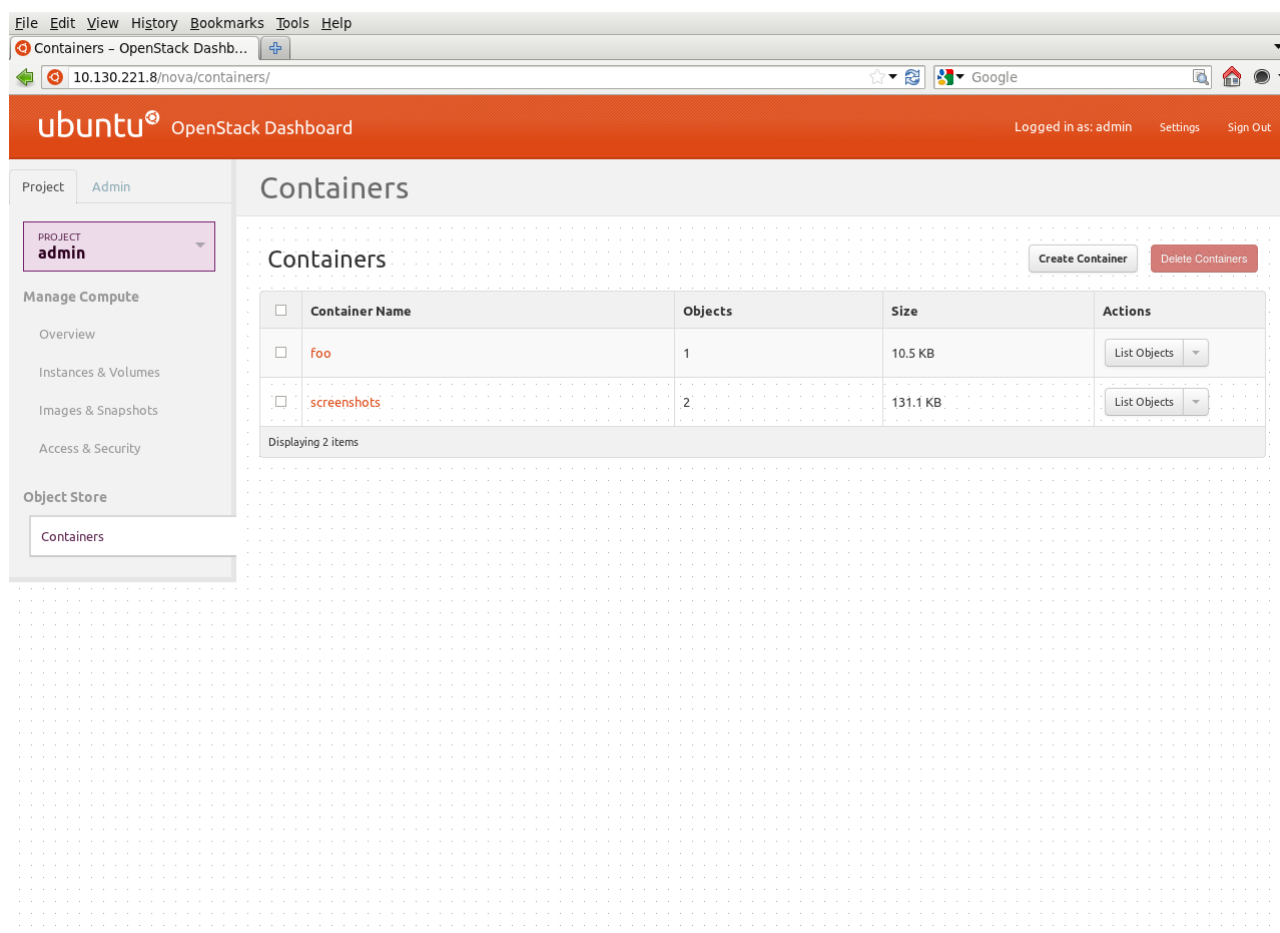 File Edit View History Bookmarks Tools Help
Containers – OpenStack Dashb...
10.130.221.8/nova/containers/ Google
ubuntu OpenStack Dashboard Logged in as: admin Settings Sign Out
Project Admin
Containers
PROJECT
admin
Containers Create Container Delete Containers
Manage Compute
Overview
Instances & Volumes
Images & Snapshots
Access & Security
Object Store
Containers
Container Name Objects Size Actions
foo 1 10.5 KB List Objects
screenshots 2 131.1 KB List Objects
Displaying 2 items